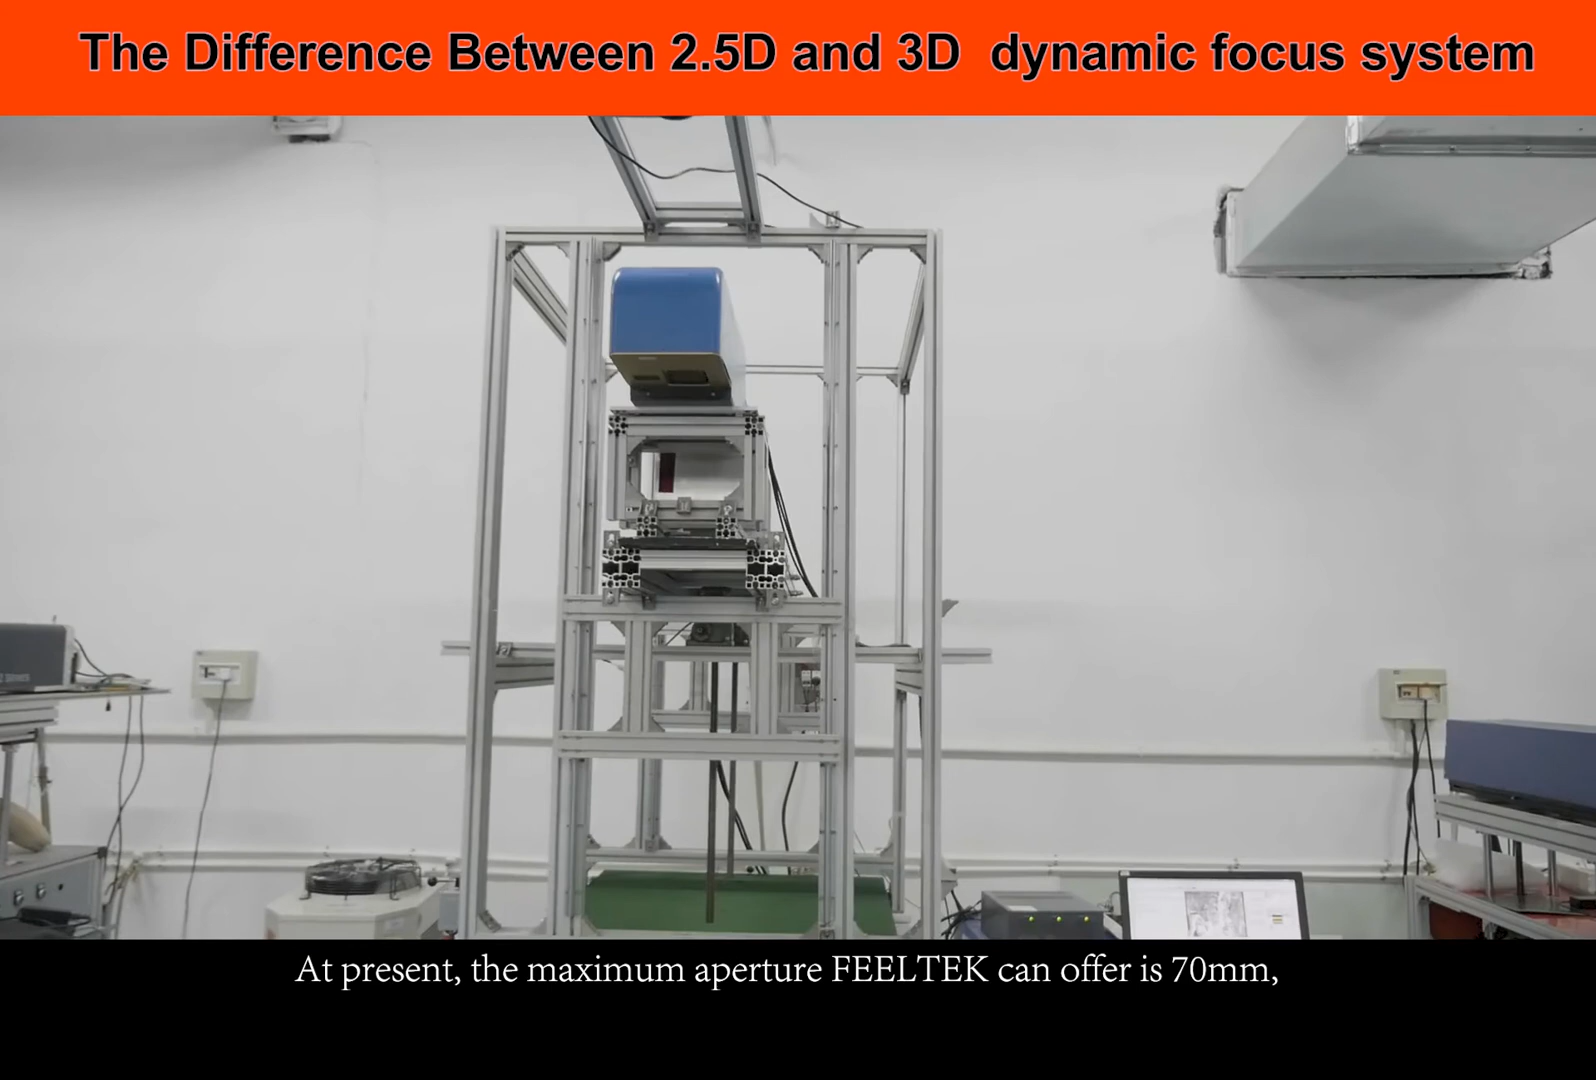 The Difference Between 2.5D and 3D dynamic focus system
At present, the maximum aperture FEELTEK can offer is 70mm,